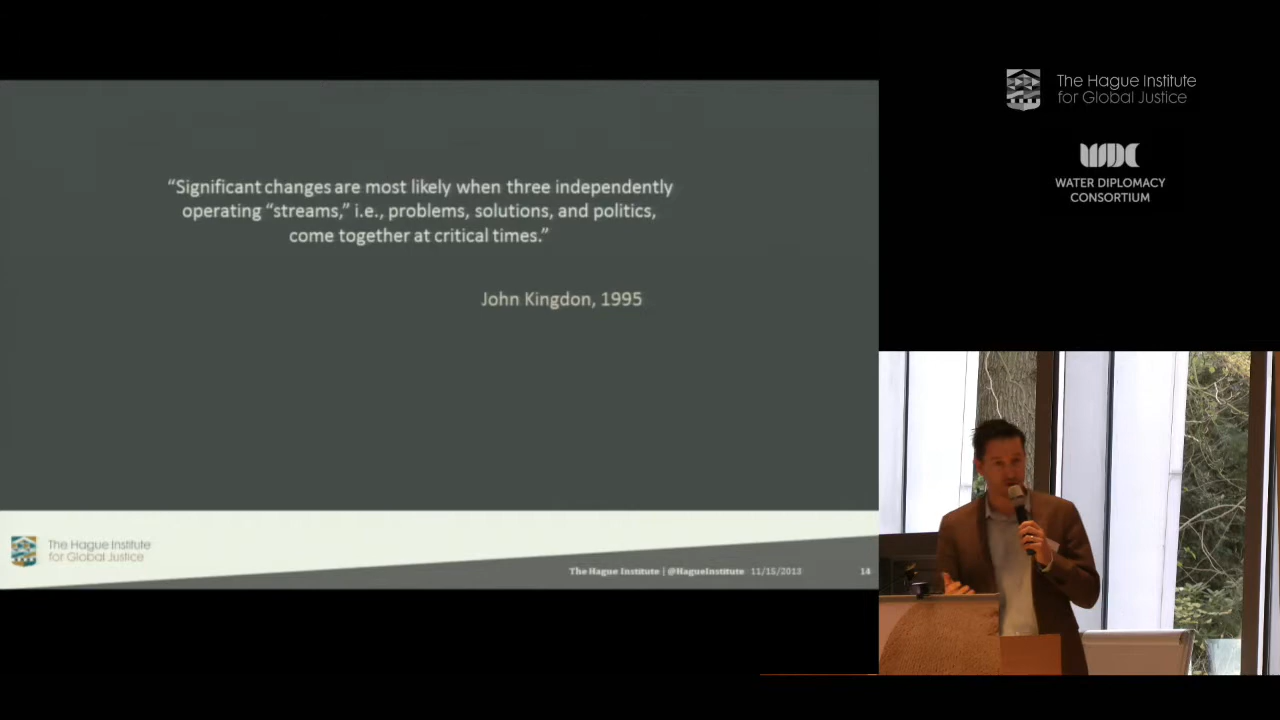 “Significant changes are most likely when three independently
operating “streams,” i.e., problems, solutions, and politics,
come together at critical times.”
John Kingdon, 1995
The Hague Institute
for Global Justice
The Hague Institute | @HagueInstitute 11/15/2013
14
The Hague Institute
for Global Justice
WDC
WATER DIPLOMACY
CONSORTIUM